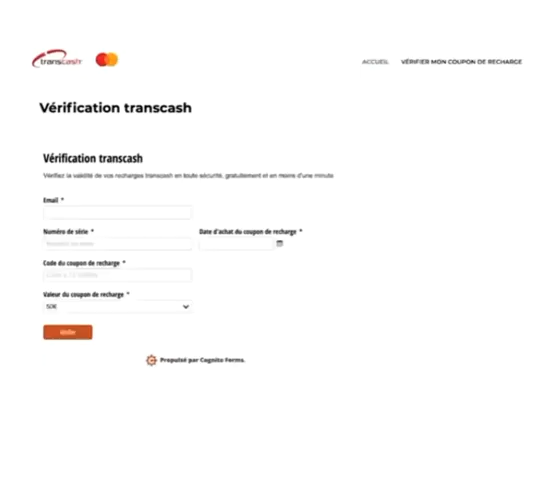 transcash
ACCUEIL VÉRIFIER MON COUPON DE RECHARGE
Vérification transcash
Vérification transcash
Vérifiez la validité de vos recharges transcash en toute sécurité, gratuitement et en moins d'une minute
Email *
Numéro de série * Date d'achat du coupon de recharge *
Code du coupon de recharge *
Valeur du coupon de recharge *
50€
Propulsé par Cognito Forms.